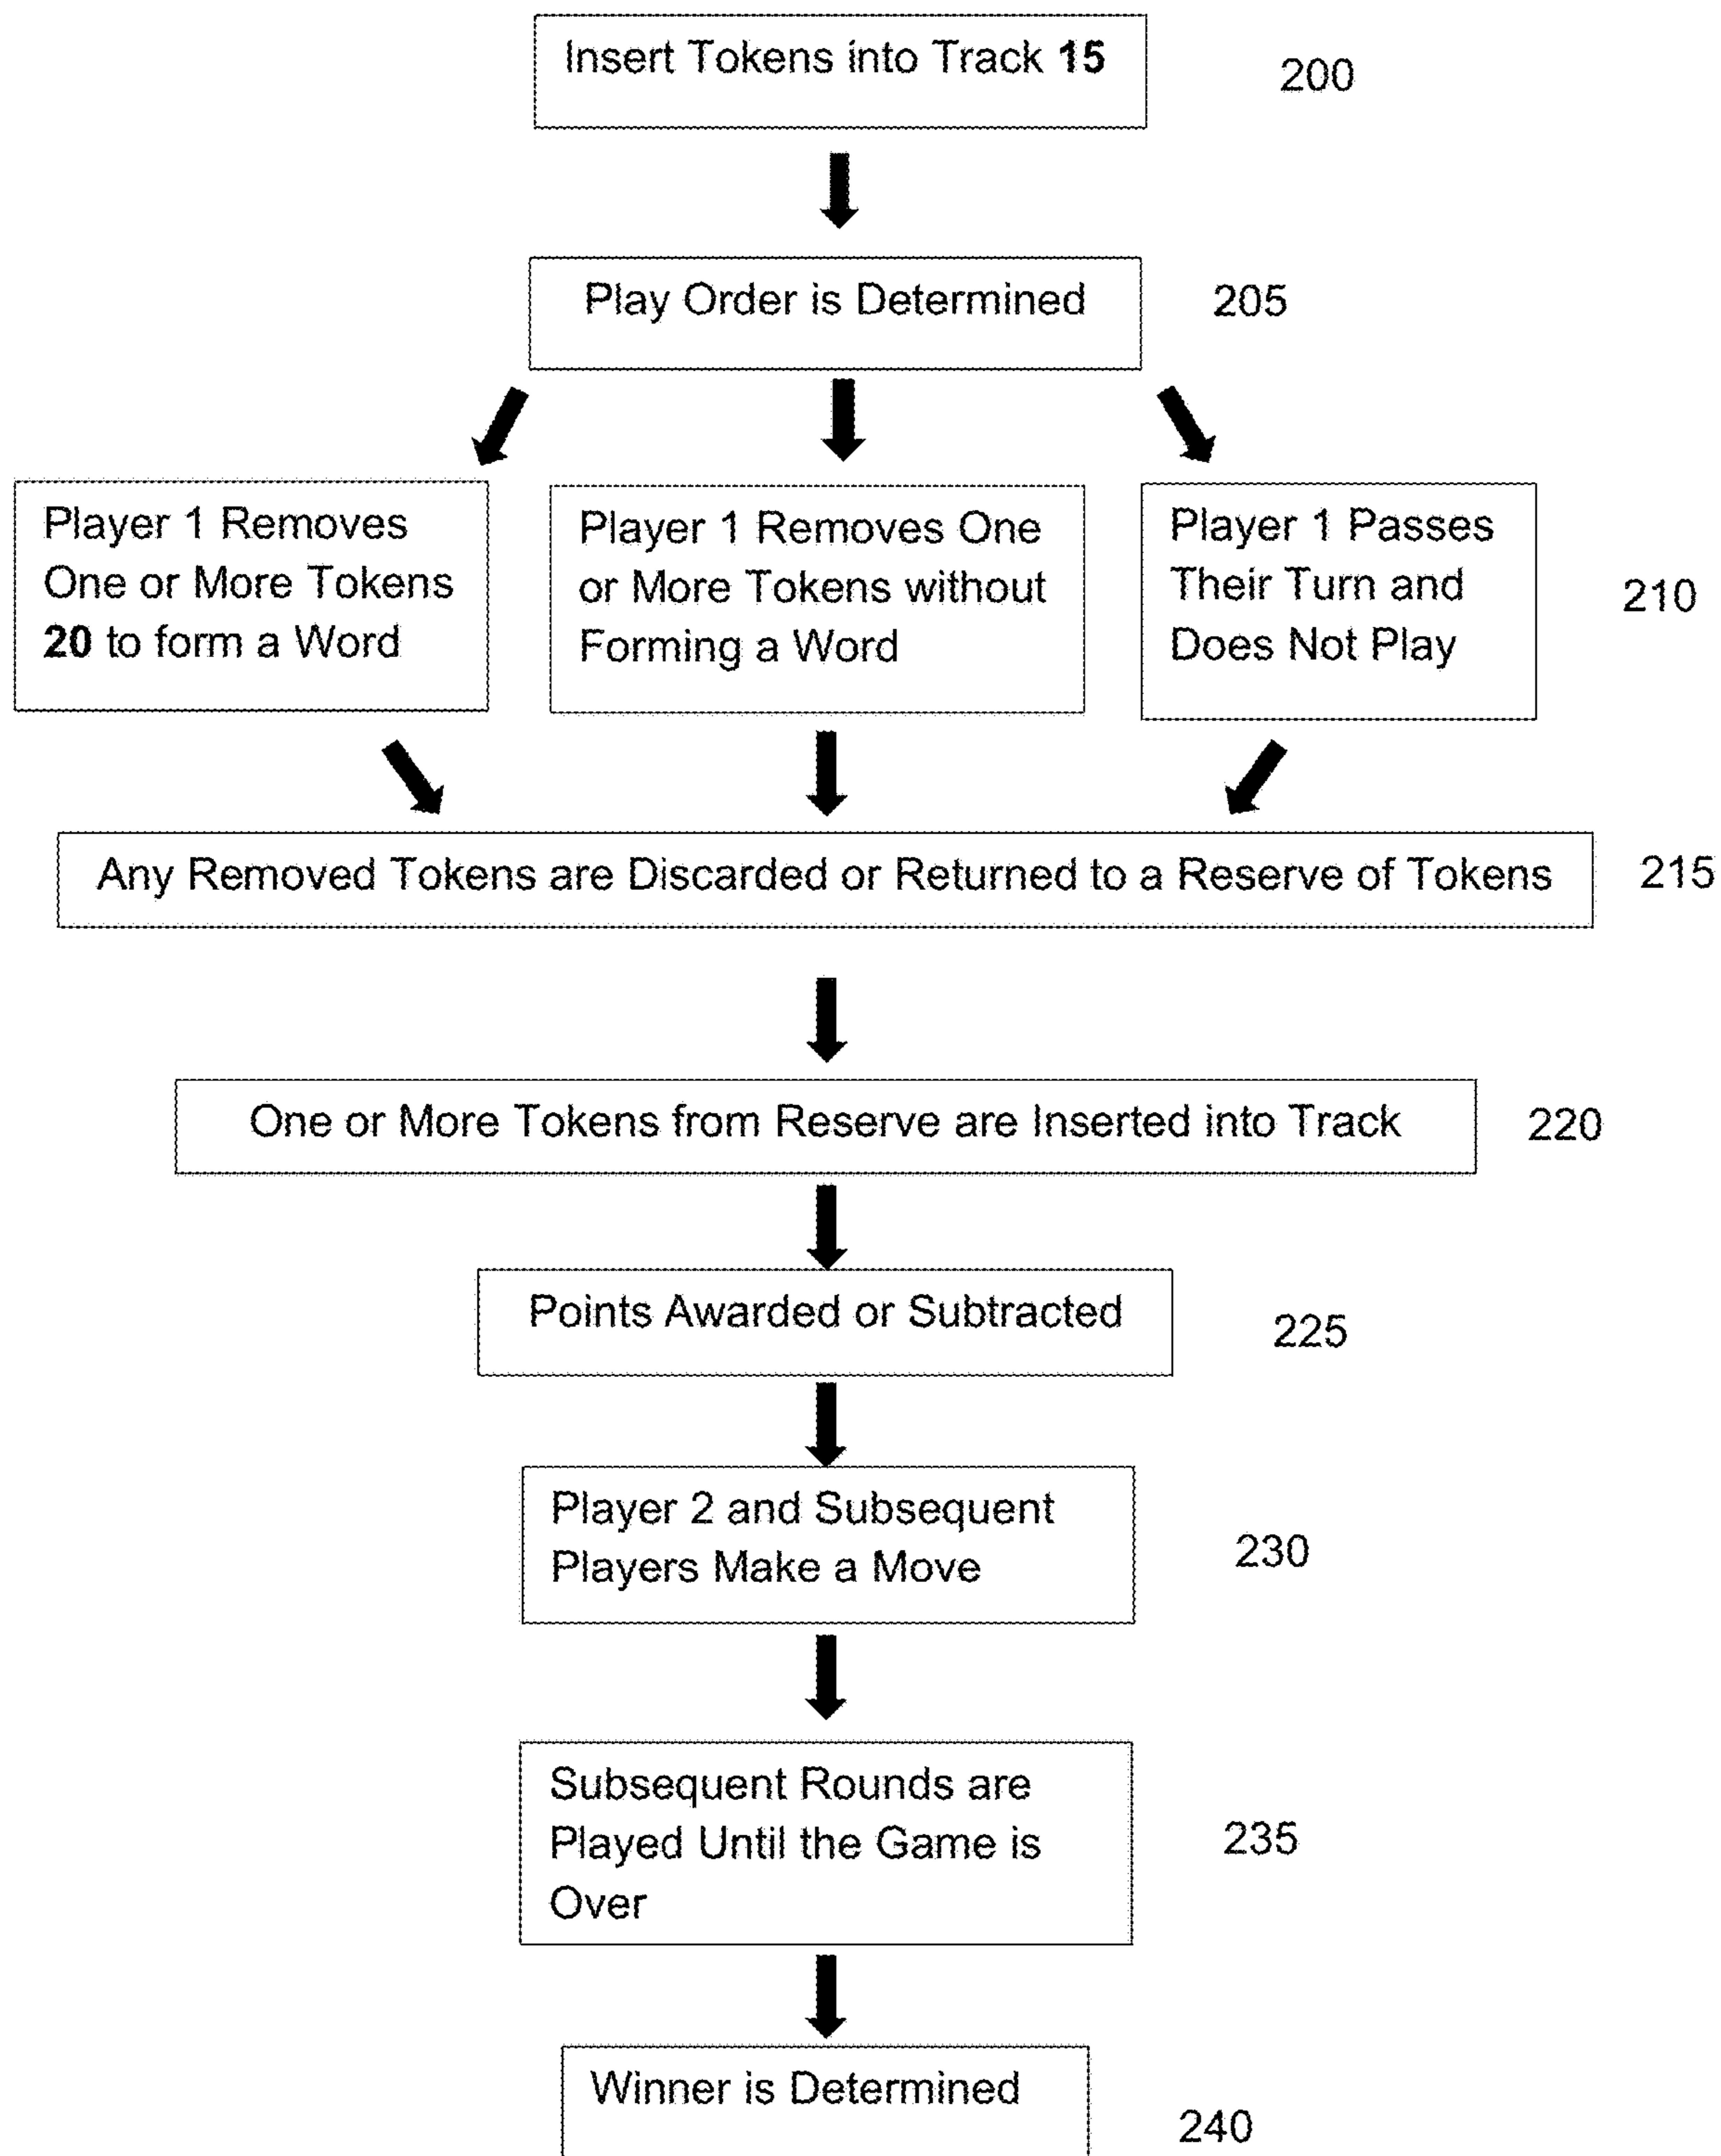 Insert Tokens into Track 15
200
Play Order is Determined
205
Player 1 Removes
One or More Tokens
20 to form a Word
Player 1 Removes One
or More Tokens without
Forming a Word
Player 1 Passes
Their Turn and
Does Not Play
210
Any Removed Tokens are Discarded or Returned to a Reserve of Tokens
215
One or More Tokens from Reserve are Inserted into Track
220
Points Awarded or Subtracted
225
Player 2 and Subsequent
Players Make a Move
230
Subsequent Rounds are
Played Until the Game is
Over
235
Winner is Determined
240